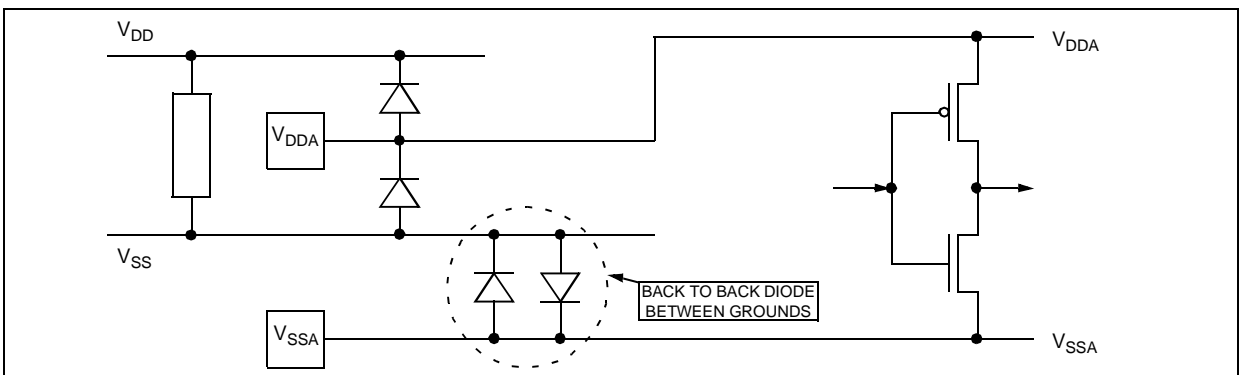 VDD
VDDA
VDDA
VSS
BACK TO BACK DIODE
BETWEEN GROUNDS
VSSA
VSSA